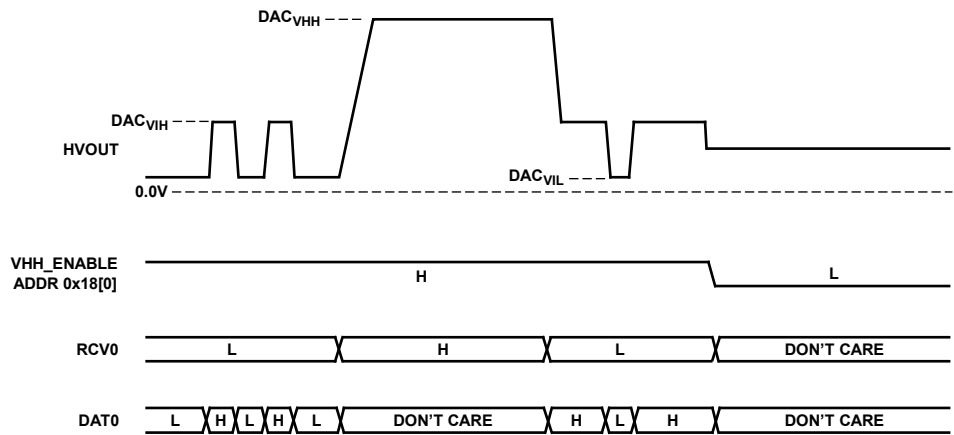 DACVHH
DACVIH
HVOUT
DACVIL
0.0V
VHH_ENABLE
ADDR 0x18[0]
H
L
RCV0
L
H
L
DON'T CARE
DAT0
L
H
L
H
L
DON'T CARE
H
L
H
DON'T CARE